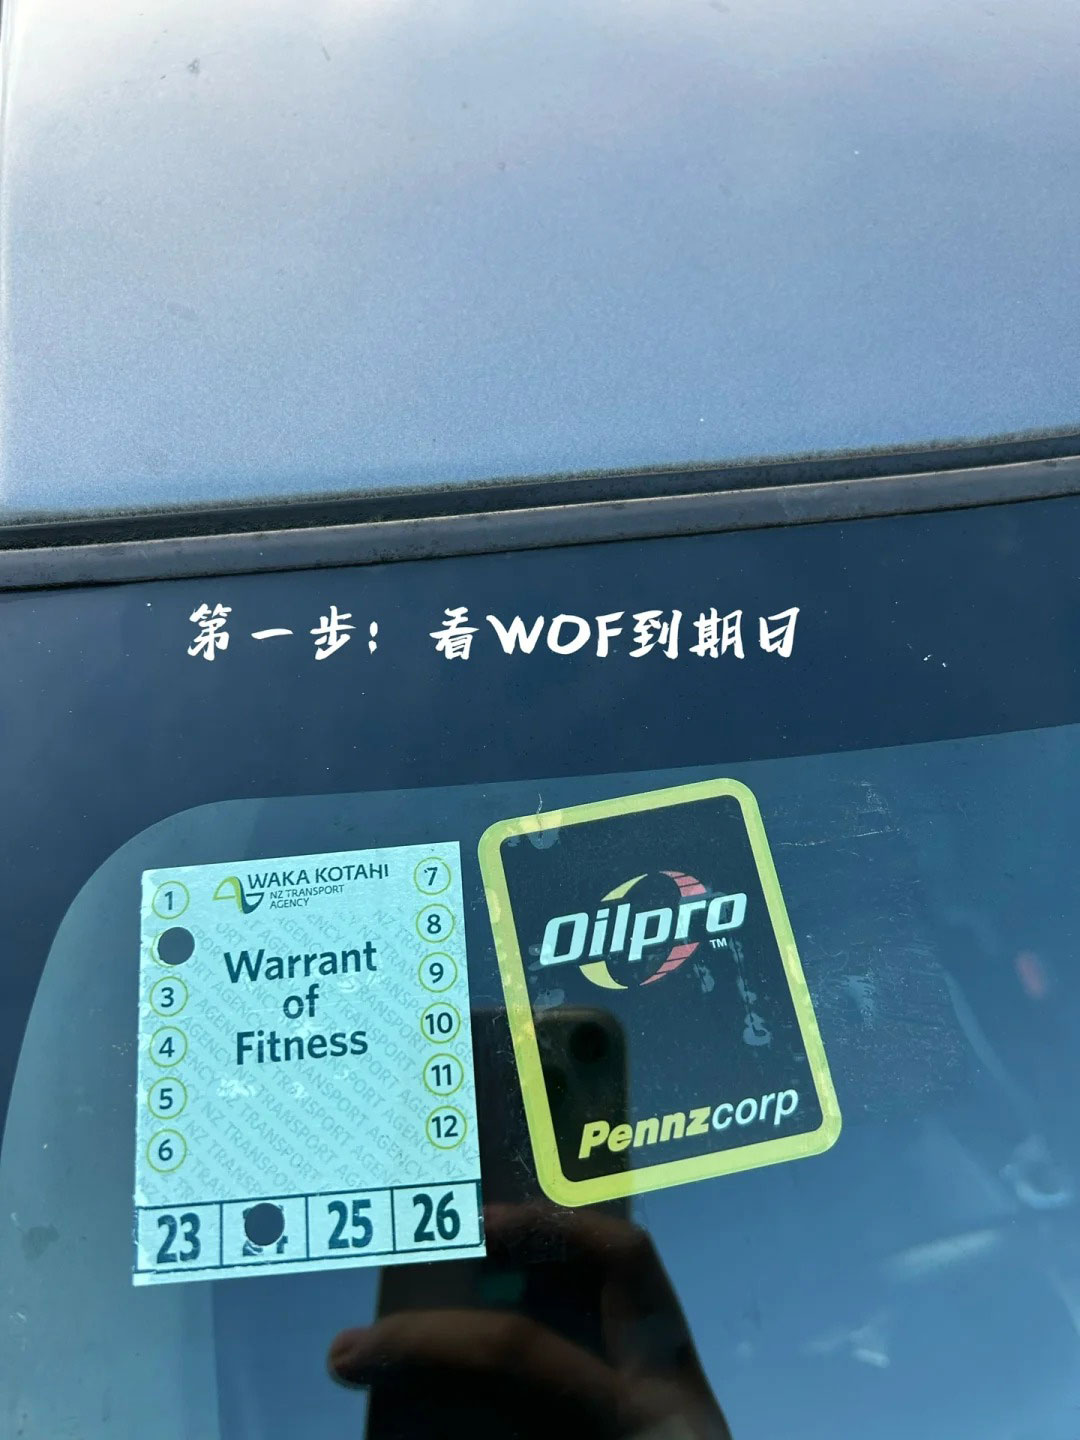 第一步：看WOF到期日
WAKA KOTAHI
NZ TRANSPORT
AGENCY
Warrant
of
Fitness
1
3
4
5
6
7
8
9
10
11
12
23
25
26
Oilpro
TM
Pennzcorp